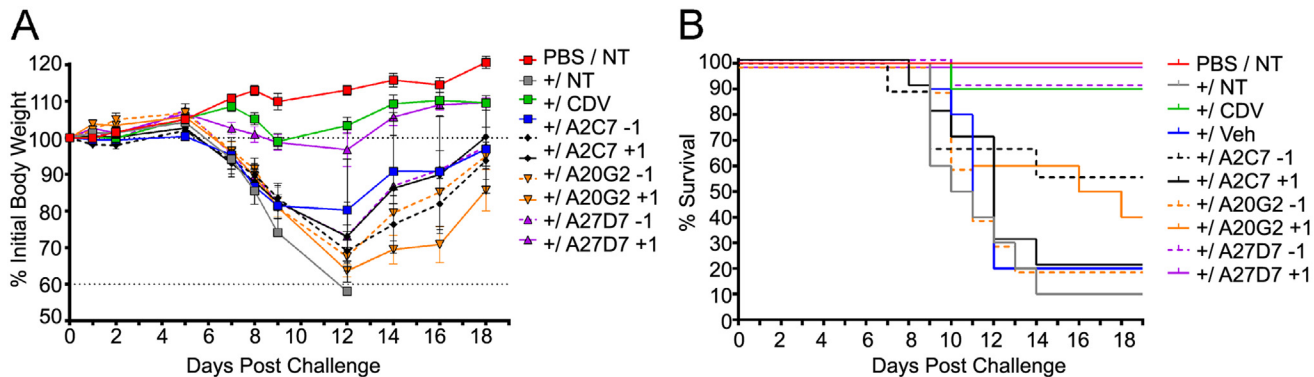 A
% Initial Body Weight
120
110
100
90
80
70
60
50
0 2 4 6 8 10 12 14 16 18
Days Post Challenge
PBS / NT
+/ NT
+/ CDV
+/ A2C7 -1
+/ A2C7 +1
+/ A20G2 -1
+/ A20G2 +1
+/ A27D7 -1
+/ A27D7 +1
B
% Survival
100
90
80
70
60
50
40
30
20
10
0
0 2 4 6 8 10 12 14 16 18
Days Post Challenge
PBS / NT
+/ NT
+/ CDV
+/ Veh
+/ A2C7 -1
+/ A2C7 +1
+/ A20G2 -1
+/ A20G2 +1
+/ A27D7 -1
+/ A27D7 +1